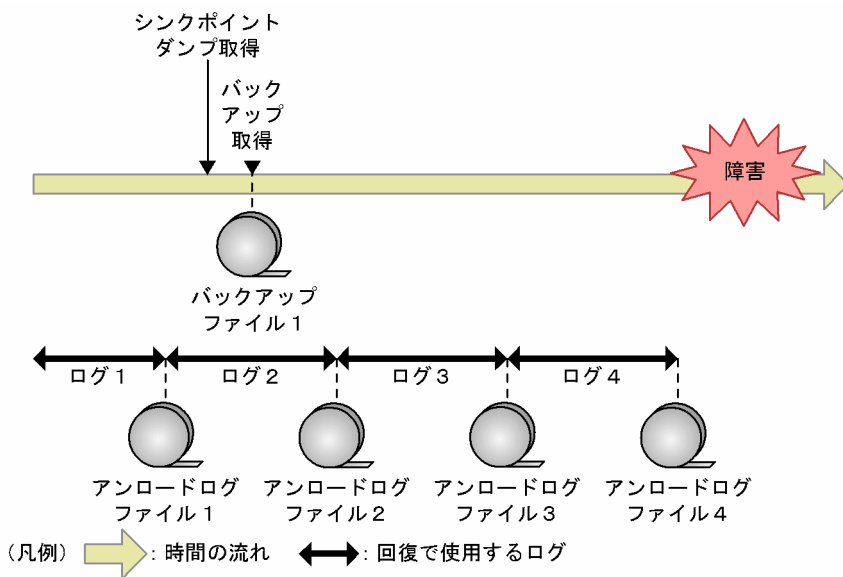 シンクポイント
ダンプ取得
バック
アップ
取得
障害
バックアップ
ファイル１
ログ１
ログ２
ログ３
ログ４
アンロードログ
ファイル１
アンロードログ
ファイル２
アンロードログ
ファイル３
アンロードログ
ファイル４
（凡例）
：時間の流れ
：回復で使用するログ